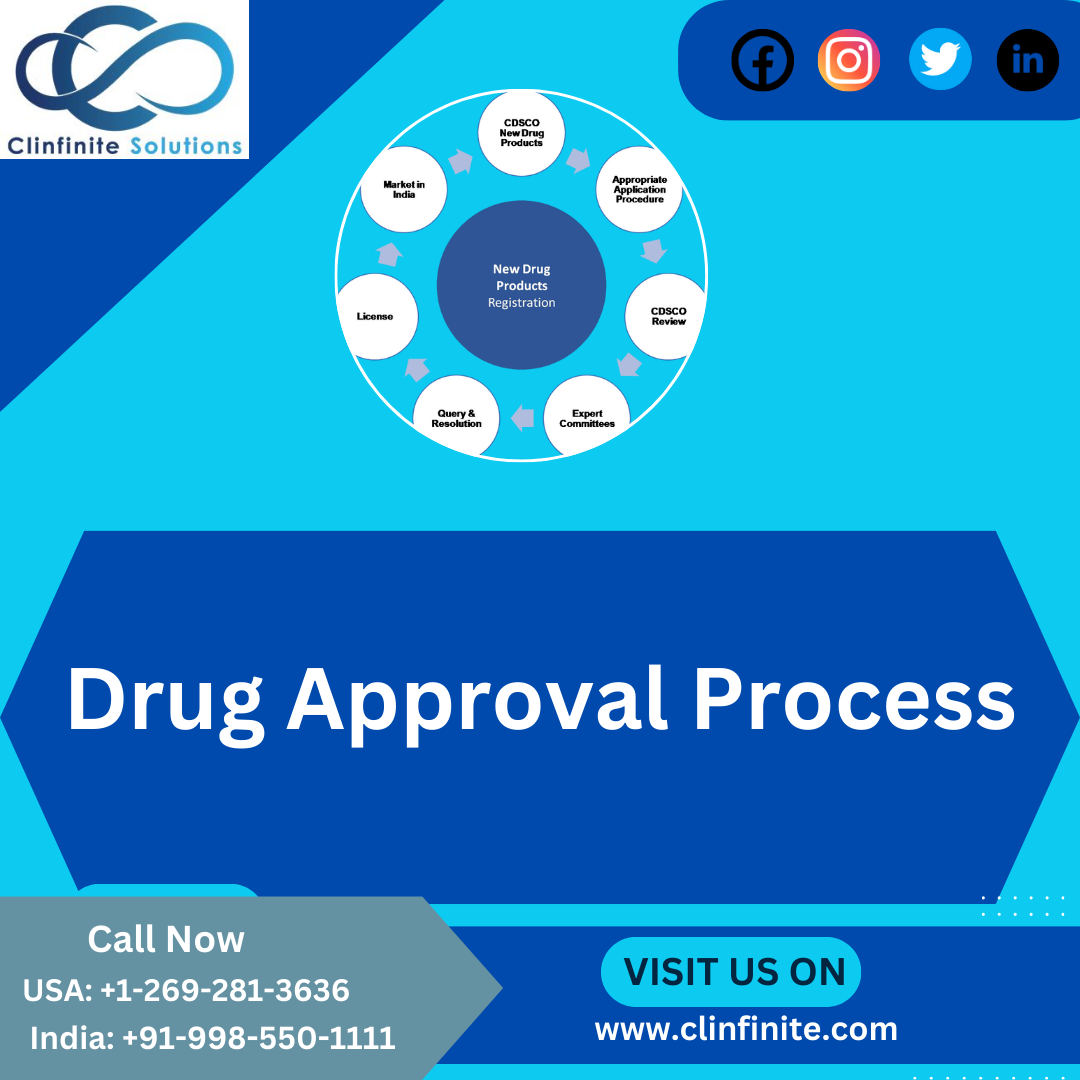 Clinfinite Solutions
CDSCO
New Drug
Products
Appropriate
Application
Procedure
CDSCO
Review
Expert
Committees
Query &
Resolution
License
Market in
India
New Drug
Products
Registration
Drug Approval Process
Call Now
USA: +1-269-281-3636
India: +91-998-550-1111
VISIT US ON
www.clinfinite.com